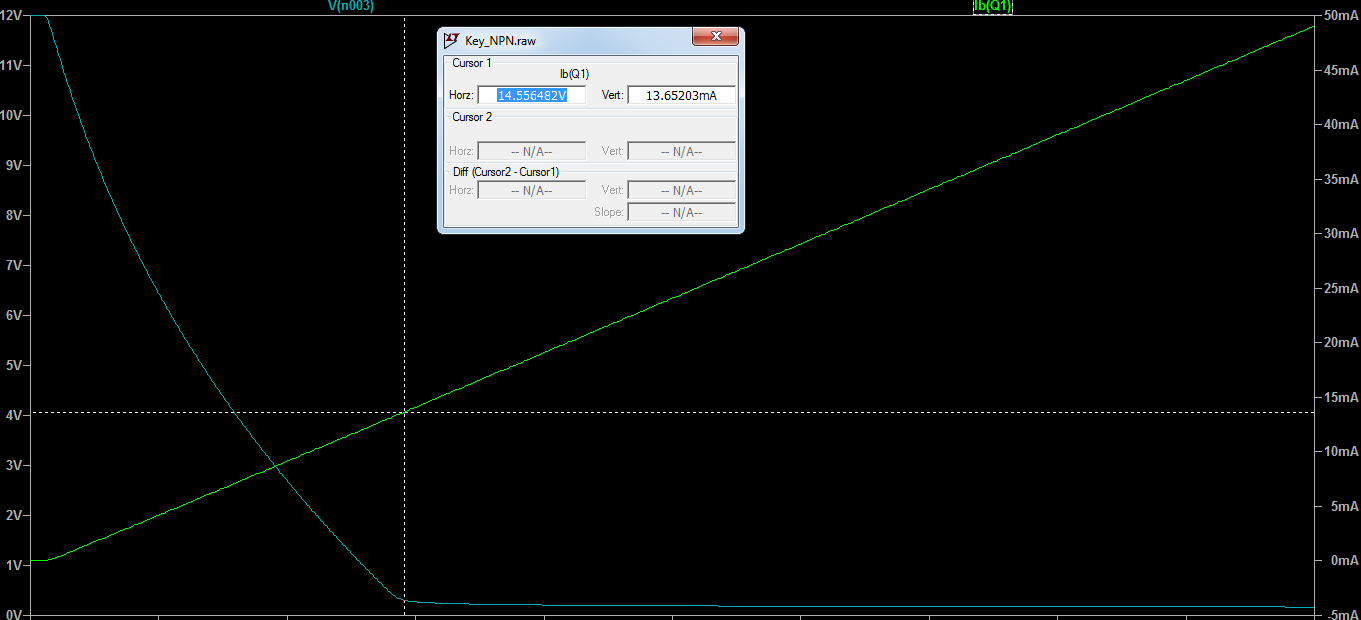 V(n003)
Ib(Q1)
12V
11V
10V
9V
8V
7V
6V
5V
4V
3V
2V
1V
0V
Key_NPN.raw
Cursor 1
Ib(Q1)
Horz: 14.556482V Vert: 13.65203mA
Cursor 2
Horz: -- N/A-- Vert: -- N/A--
Diff (Cursor2 - Cursor1)
Horz: -- N/A-- Vert: -- N/A--
Slope: -- N/A--
50mA
45mA
40mA
35mA
30mA
25mA
20mA
15mA
10mA
5mA
0mA
-5mA